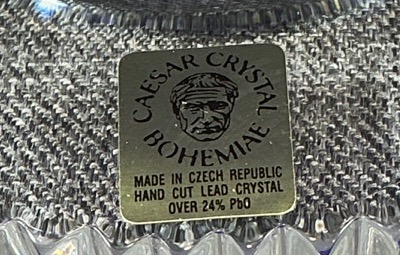 CAESAR CRYSTAL
BOHEMIAE
MADE IN CZECH REPUBLIC
HAND CUT LEAD CRYSTAL
OVER 24% PbO